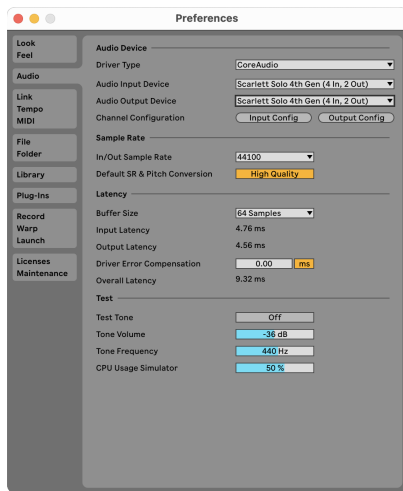 Preferences
Look
Feel
Audio
Link
Tempo
MIDI
File
Folder
Library
Plug-Ins
Record
Warp
Launch
Licenses
Maintenance
Audio Device
Driver Type CoreAudio
Audio Input Device Scarlett Solo 4th Gen (4 In, 2 Out)
Audio Output Device Scarlett Solo 4th Gen (4 In, 2 Out)
Channel Configuration Input Config Output Config
Sample Rate
In/Out Sample Rate 44100
Default SR & Pitch Conversion High Quality
Latency
Buffer Size 64 Samples
Input Latency 4.76 ms
Output Latency 4.56 ms
Driver Error Compensation 0.00 ms
Overall Latency 9.32 ms
Test
Test Tone Off
Tone Volume -36 dB
Tone Frequency 440 Hz
CPU Usage Simulator 50 %